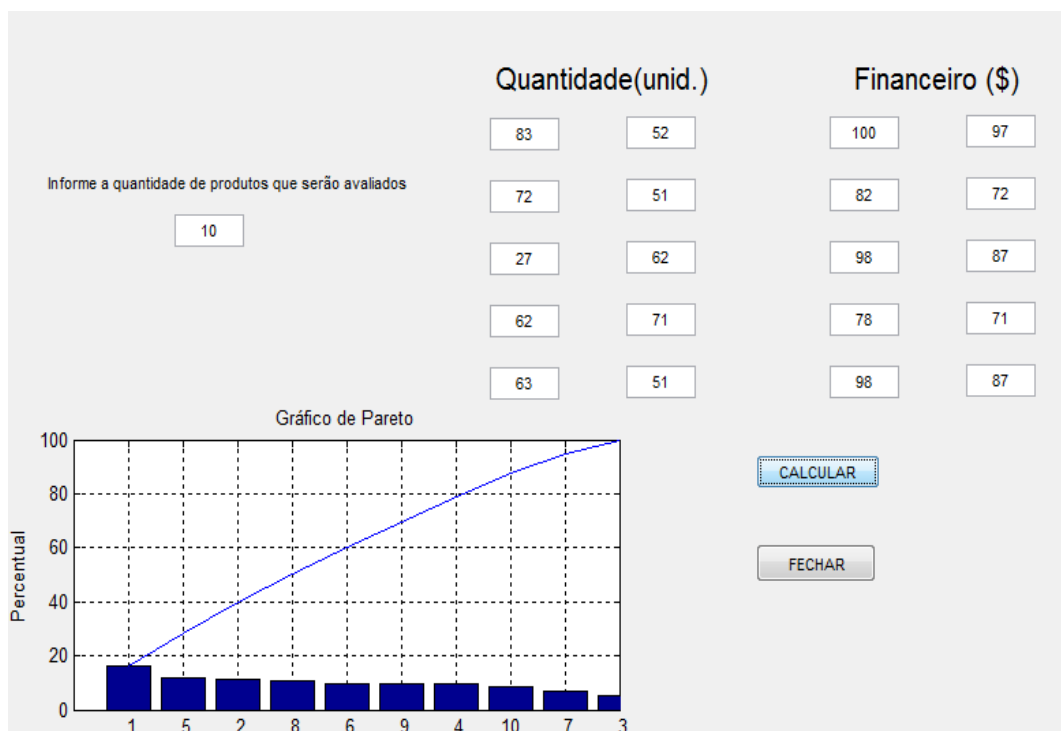 Quantidade(unid.) Financeiro ($)
83 52 100 97
Informe a quantidade de produtos que serão avaliados
72 51 82 72
10
27 62 98 87
62 71 78 71
63 51 98 87
Gráfico de Pareto
100
80
60
40
20
0
Percentual
1 5 2 8 6 9 4 10 7 3
CALCULAR
FECHAR